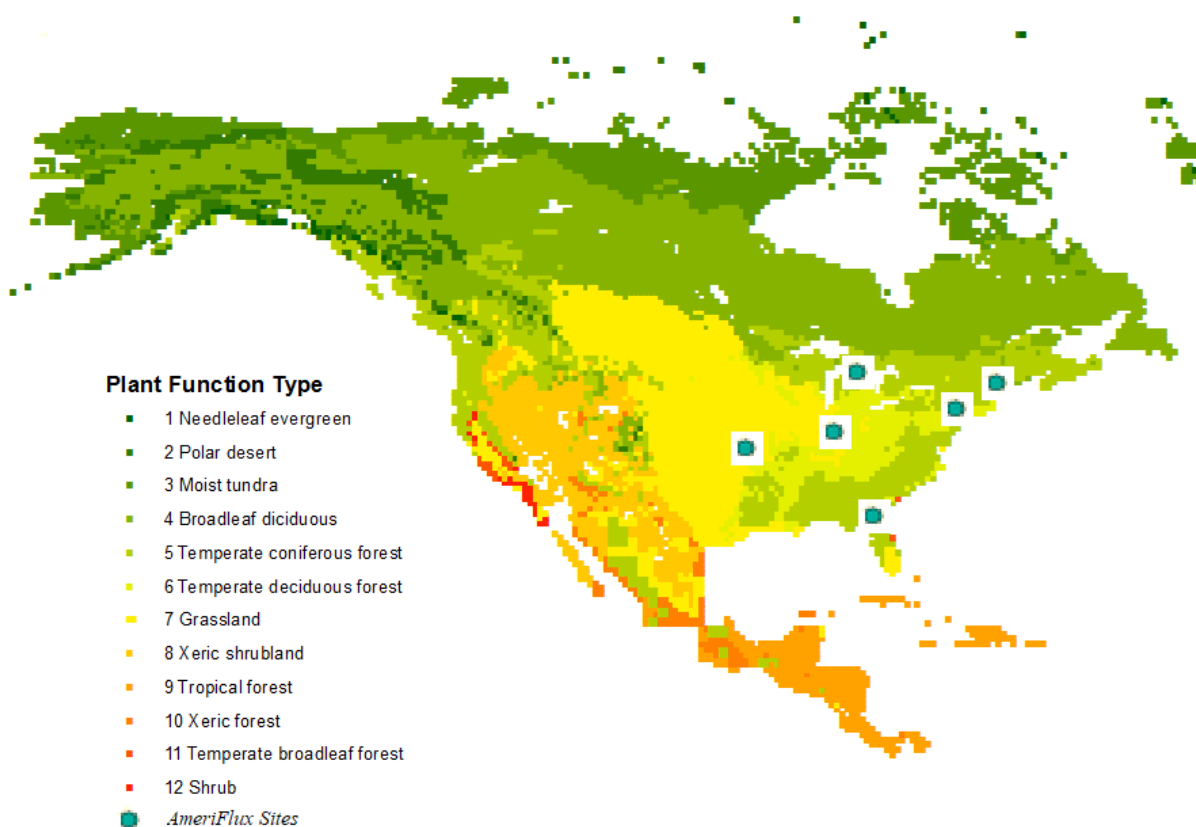 Plant Function Type
1 Needleleaf evergreen
2 Polar desert
3 Moist tundra
4 Broadleaf diciduous
5 Temperate coniferous forest
6 Temperate deciduous forest
7 Grassland
8 Xeric shrubland
9 Tropical forest
10 Xeric forest
11 Temperate broadleaf forest
12 Shrub
AmeriFlux Sites